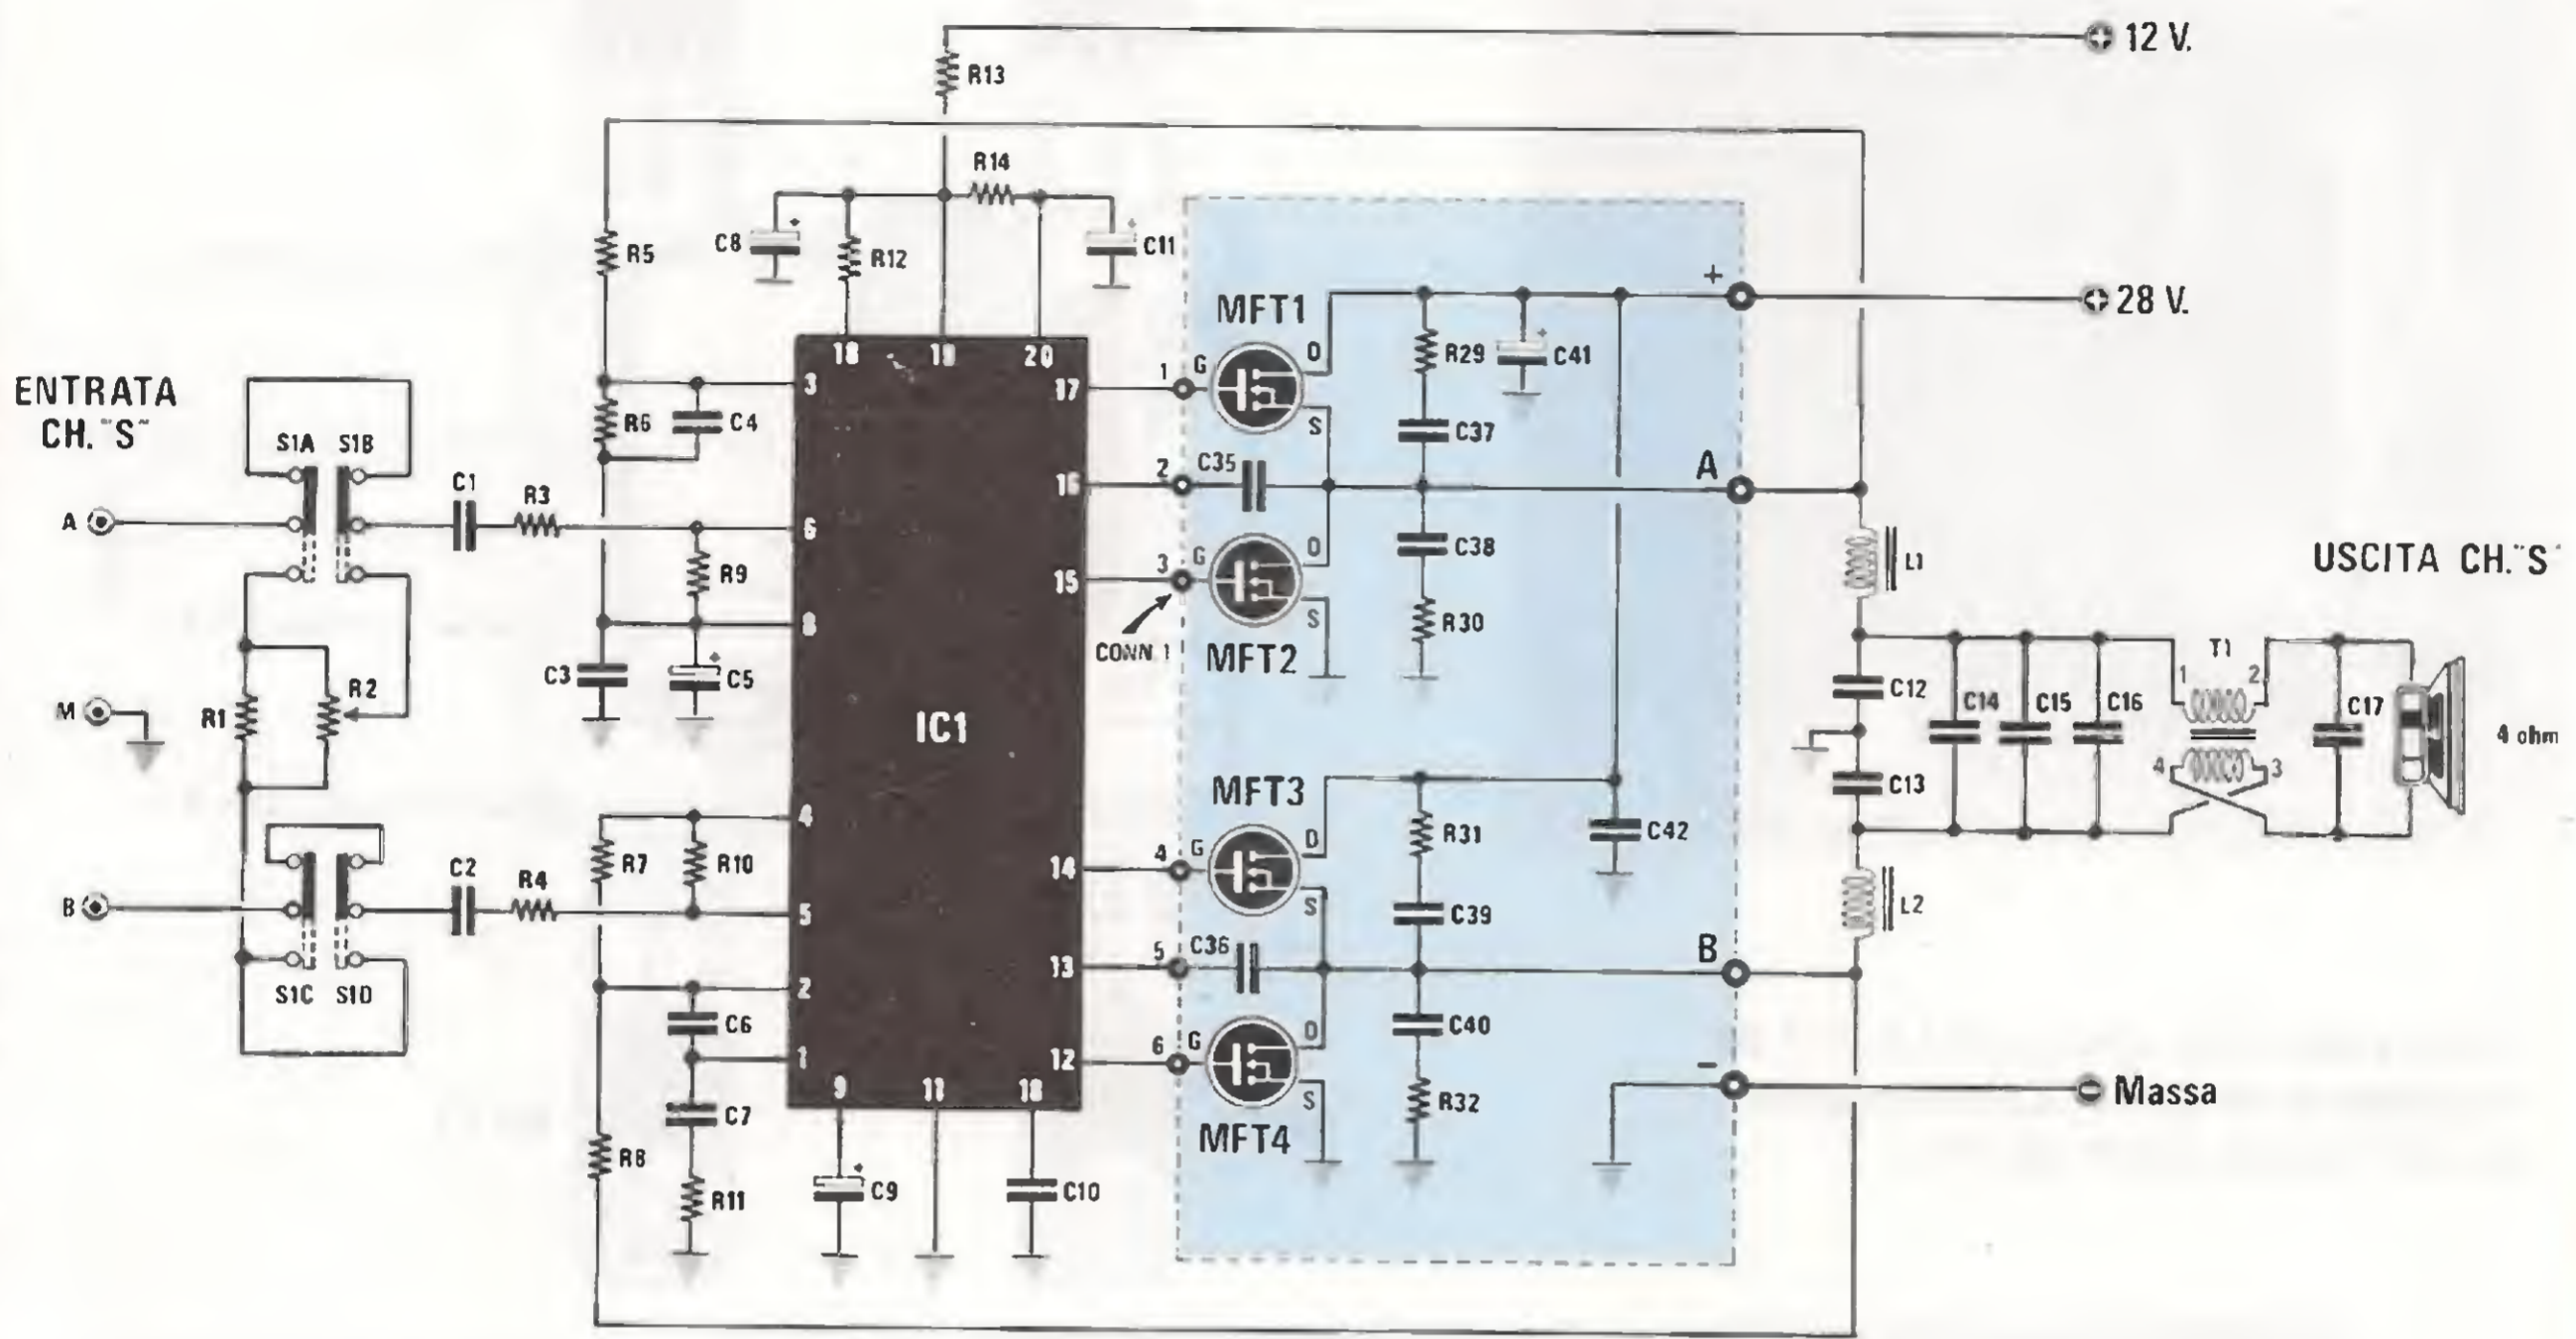 12 V.
R13
R14
R5
C8
R12
C11
+
28 V.
MFT1
18
19
20
ENTRATA
CH. "S"
S1A
S1B
R6
C4
3
17
1
G
D
S
R29
C41
C37
A
C1
R3
6
16
2
C35
A
R9
15
3
G
D
S
C38
L1
USCITA CH. "S"
8
R30
CONN. 1
MFT2
C3
C5
M
R1
R2
IC1
C12
C14
C15
C16
T1
1
2
4
3
C17
4 ohm
C13
MFT3
4
R7
R10
14
4
G
D
S
R31
C42
B
C2
R4
5
C39
L2
13
5
C36
B
S1C
S1D
2
C6
1
C40
12
6
G
D
S
MFT4
R32
-
Massa
9
11
18
C7
R8
R11
C9
C10